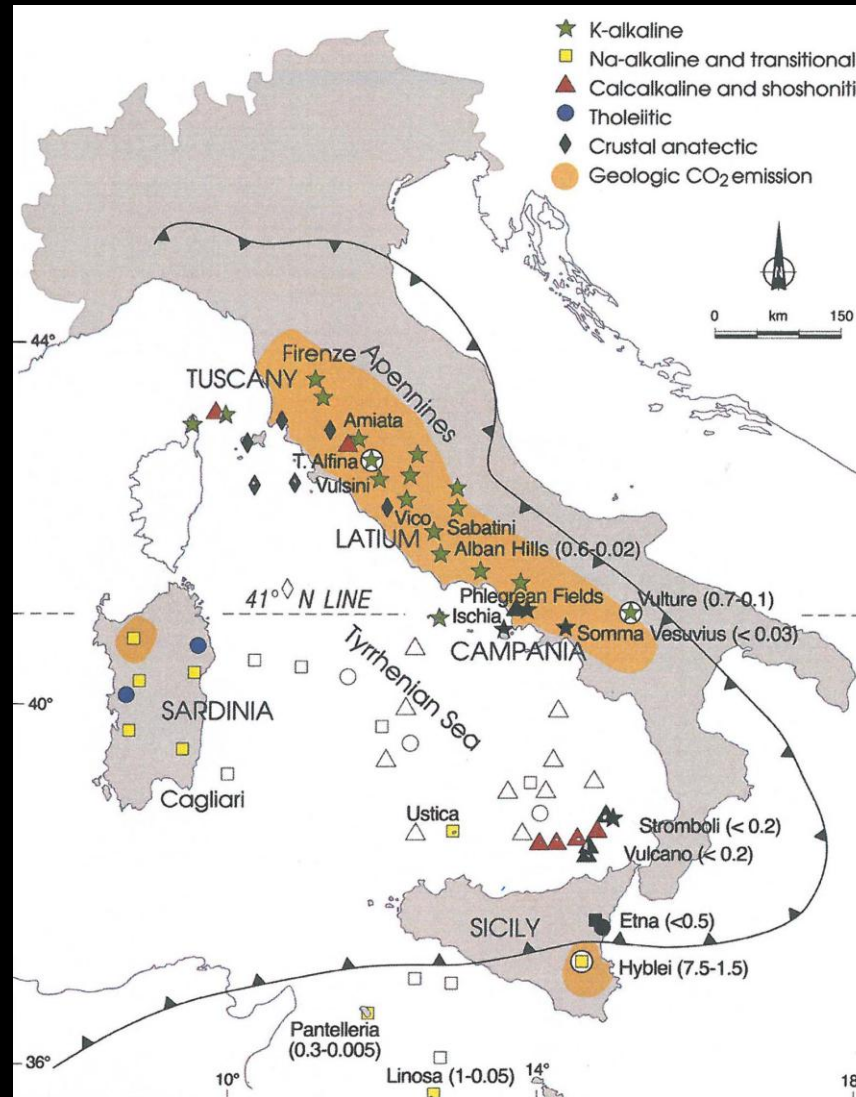 K-alkaline
Na-alkaline and transitional
Calcalkaline and shoshoniti
Tholeiitic
Crustal anatectic
Geologic CO₂ emission
0 km 150
44°
Firenze
Apennines
TUSCANY
Amiata
T. Alfina
Vulsini
Vico
Sabatini
LATIUM
Alban Hills (0.6-0.02)
41° N LINE
Phlegrean Fields
Ischia
Vulture (0.7-0.1)
Somma Vesuvius (< 0.03)
CAMPANIA
Tyrrhenian Sea
40°
SARDINIA
Cagliari
Ustica
Stromboli (< 0.2)
Vulcano (< 0.2)
SICILY
Etna (<0.5)
Hyblei (7.5-1.5)
Pantelleria
(0.3-0.005)
36°
Linosa (1-0.05)
10°
14°
18